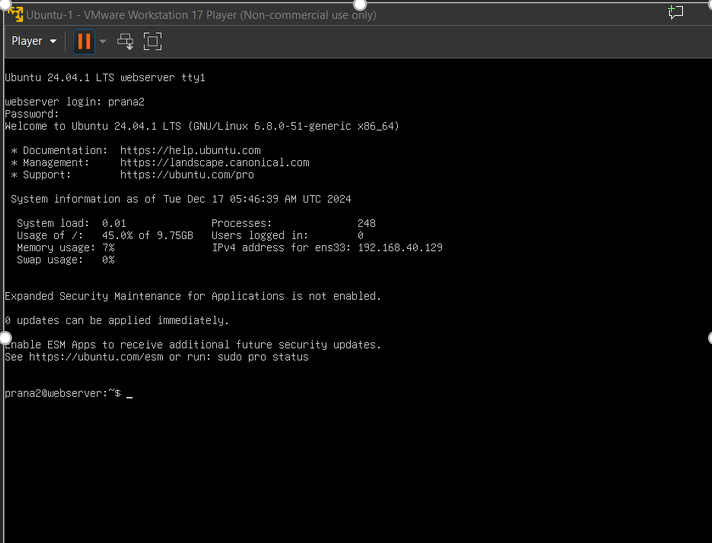 Ubuntu-1 - VMware Workstation 17 Player (Non-commercial use only)
Player
Ubuntu 24.04.1 LTS webserver tty1
webserver login: prana2
Password:
Welcome to Ubuntu 24.04.1 LTS (GNU/Linux 6.8.0-51-generic x86_64)
* Documentation:  https://help.ubuntu.com
* Management:     https://landscape.canonical.com
* Support:        https://ubuntu.com/pro
System information as of Tue Dec 17 05:46:39 AM UTC 2024
System load:  0.01              Processes:              248
Usage of /:   45.0% of 9.75GB   Users logged in:        0
Memory usage: 7%                IPv4 address for ens33: 192.168.40.129
Swap usage:   0%
Expanded Security Maintenance for Applications is not enabled.
0 updates can be applied immediately.
Enable ESM Apps to receive additional future security updates.
See https://ubuntu.com/esm or run: sudo pro status
prana2@webserver:~$ _